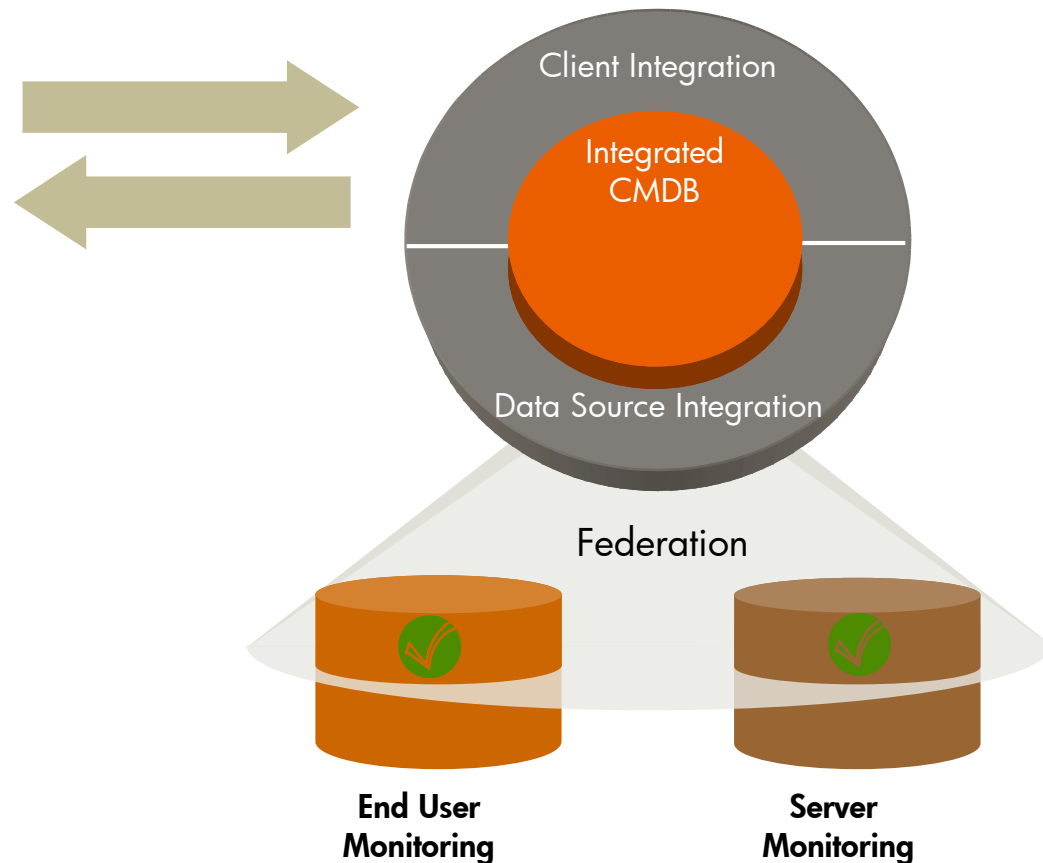 Client Integration
Integrated
CMDB
Data Source Integration
Federation
End User
Monitoring
Server
Monitoring